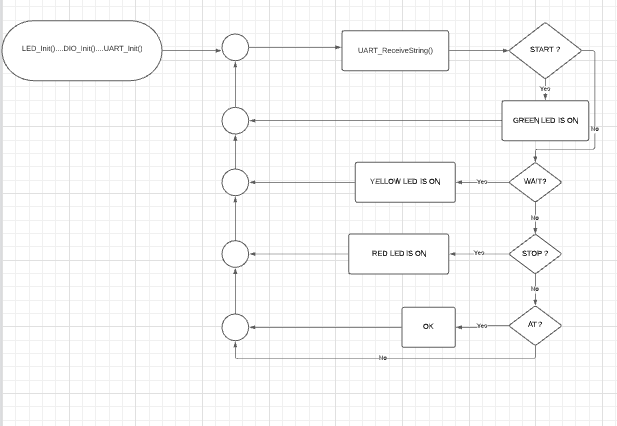 LED_Init()....DIO_Init()....UART_Init()
UART_ReceiveString()
START ?
Yes
GREEN LED IS ON
No
YELLOW LED IS ON
Yes
WAIT?
No
RED LED IS ON
Yes
STOP ?
No
OK
Yes
AT?
No